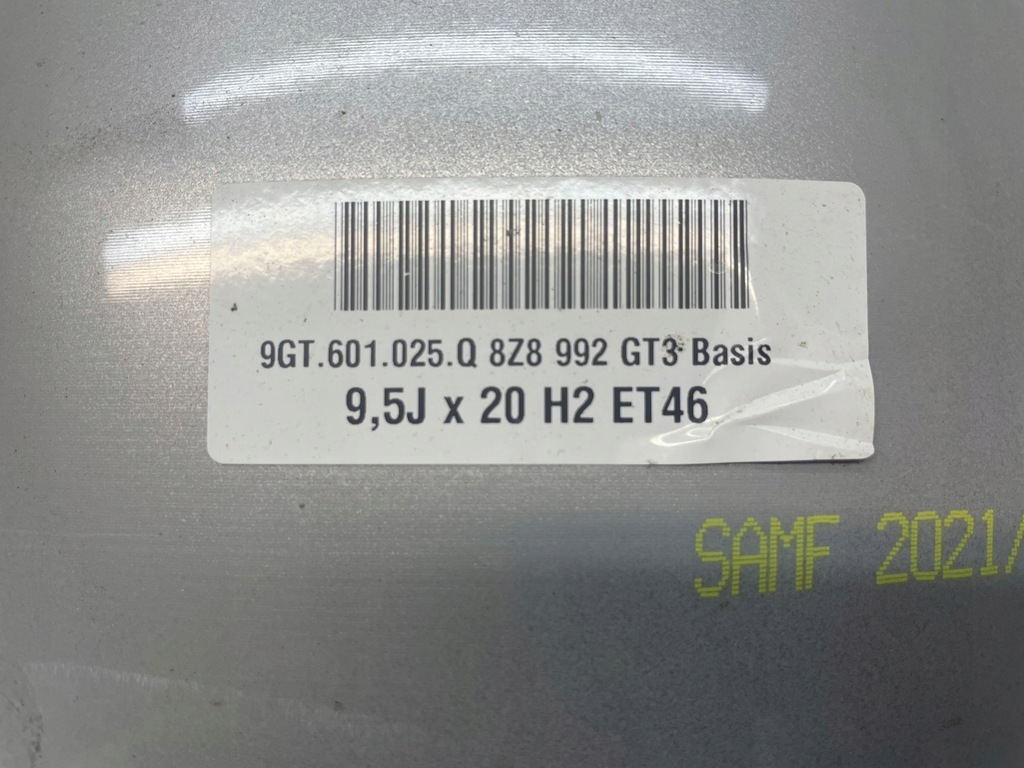 9GT.601.025.Q 8Z8 992 GT3 Basis
9,5J x 20 H2 ET46
SAMF 2021/